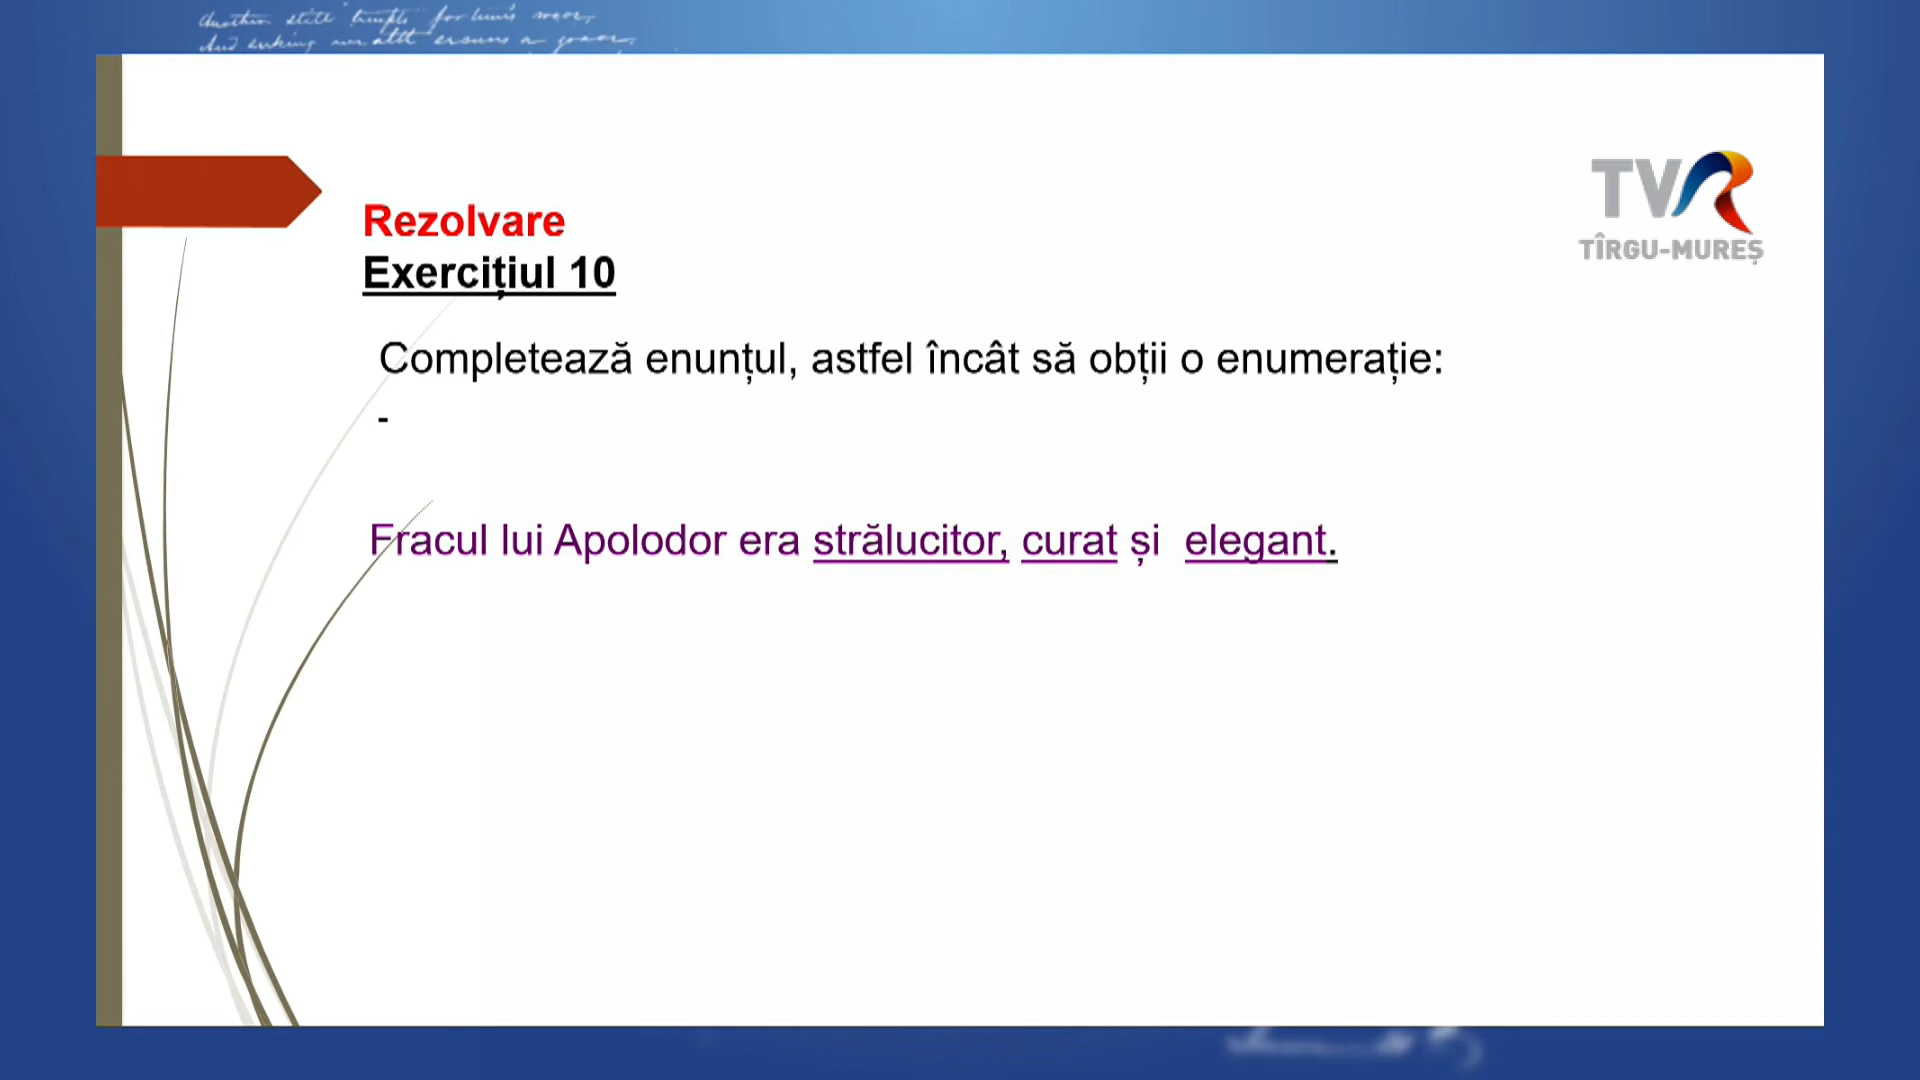 Rezolvare
Exercițiul 10
Completează enunțul, astfel încât să obții o enumerație:
-
Fracul lui Apolodor era strălucitor, curat și elegant.
TVR
TÎRGU-MUREȘ